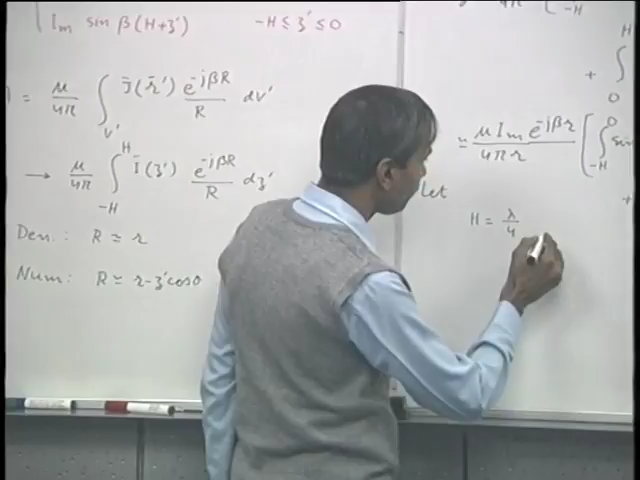 I_m sin β(H+z') -H ≤ z' ≤ 0
) = μ/4π ∫_V' J̄(r̄') e^-jβR/R dv'
→ μ/4π ∫_-H^H Ī(z') e^-jβR/R dz'
Den.: R ≃ r
Num: R ≃ r-z'cosθ
-H
+ ∫_0^H
≃ μ I_m e^-jβr / 4πr [ ∫_-H^0 sin
+
Let
H = λ/4